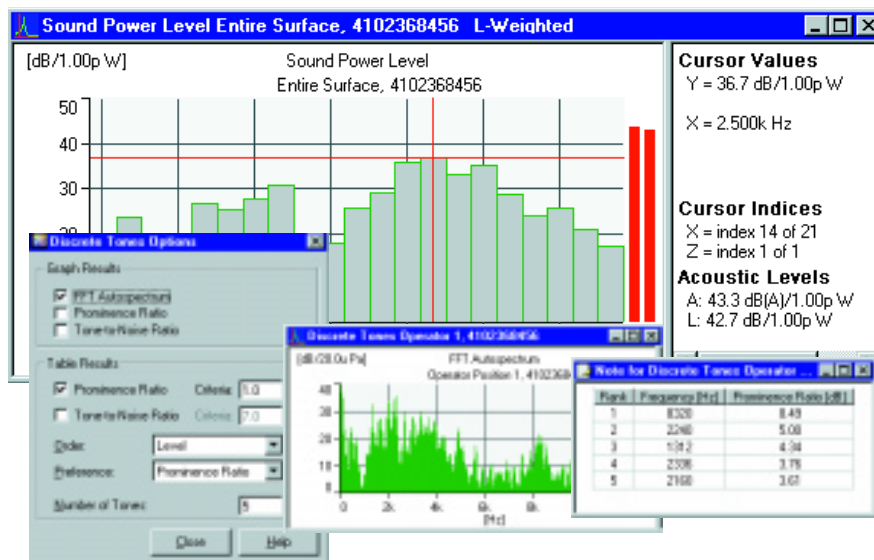 Sound Power Level Entire Surface, 4102368456 L-Weighted
[dB/1.00p W]
Sound Power Level
Entire Surface, 4102368456
50
40
30
20
Cursor Values
Y = 36.7 dB/1.00p W
X = 2.500k Hz
Cursor Indices
X = index 14 of 21
Z = index 1 of 1
Acoustic Levels
A: 43.3 dB(A)/1.00p W
L: 42.7 dB/1.00p W
Discrete Tones Options
Graph Results
FFT Autospectrum
Prominence Ratio
Tone-to-Noise Ratio
Table Results
Prominence Ratio Criteria: 1.0
Tone-to-Noise Ratio Criteria: 7.0
Order: Level
Preference: Prominence Ratio
Number of Tones: 5
Close Help
Discrete Tones Operator 1, 4102368456
[dB/20.0u Pa]
FFT Autospectrum
Operator Position 1, 41023684
40
30
20
10
0
0 2k 4k 6k 8k
[Hz]
Note for Discrete Tones Operator ...
Rank Frequency [Hz] Prominence Ratio [dB]
1 8320 8.49
2 2240 5.00
3 1312 4.34
4 2336 3.76
5 2160 3.61